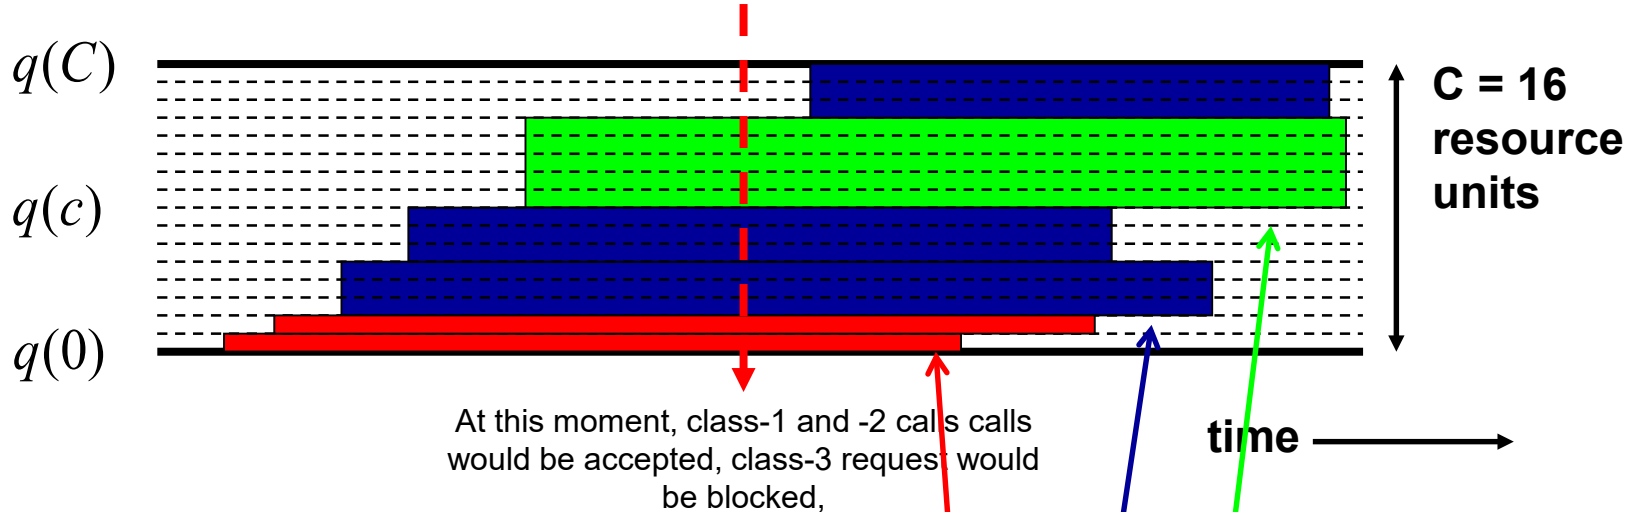 q(C)
C = 16
resource
units
q(c)
q(0)
At this moment, class-1 and -2 calls calls
would be accepted, class-3 request would
be blocked,
time